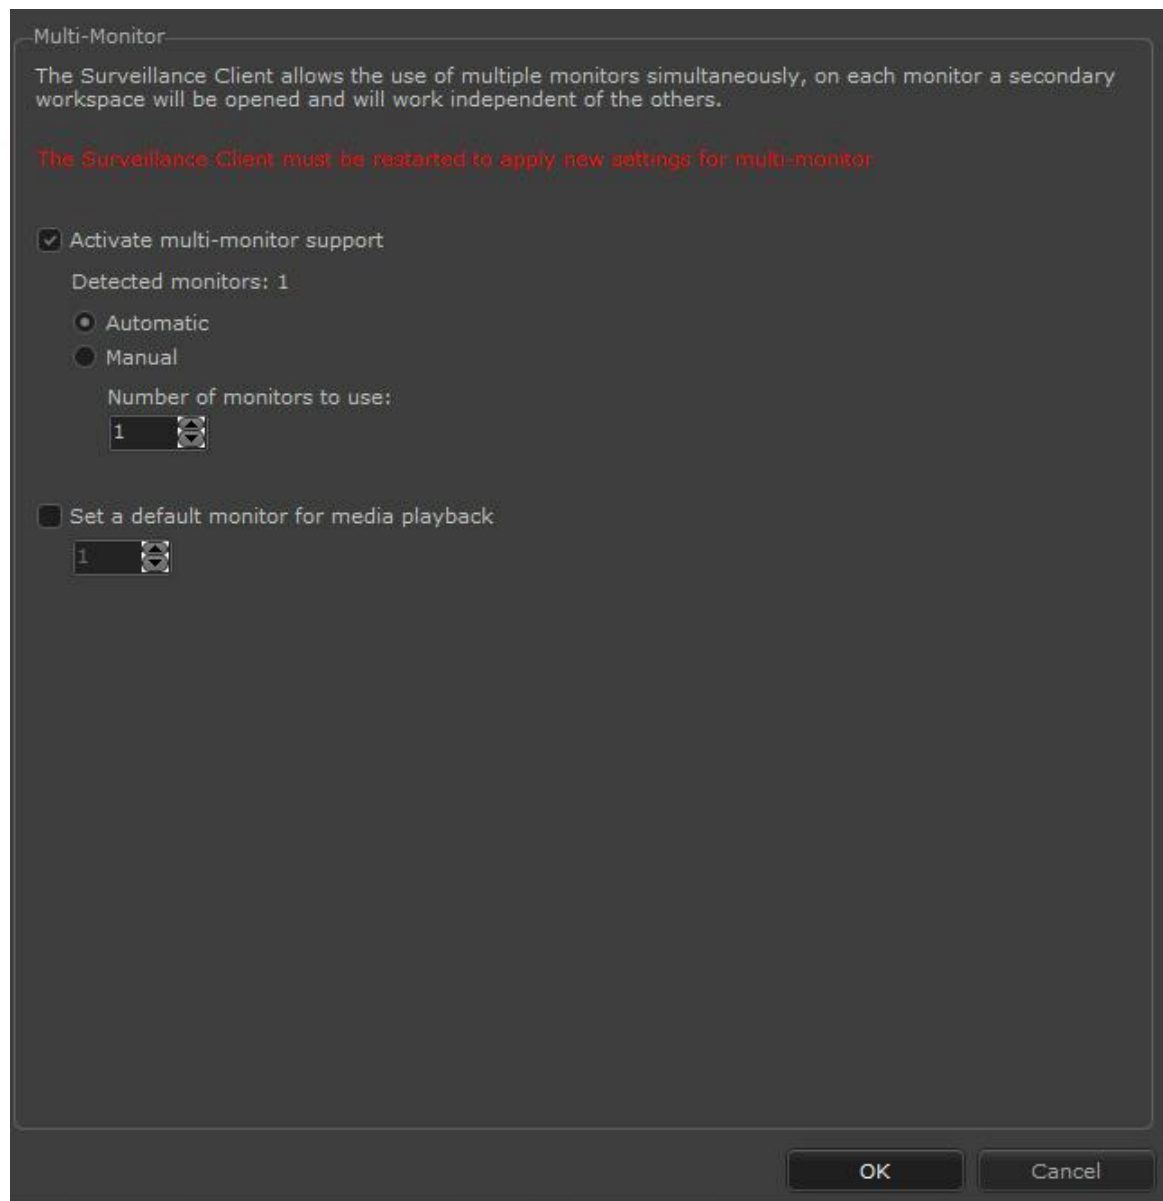 Multi-Monitor
The Surveillance Client allows the use of multiple monitors simultaneously, on each monitor a secondary
workspace will be opened and will work independent of the others.
The Surveillance Client must be restarted to apply new settings for multi-monitor
Activate multi-monitor support
Detected monitors: 1
Automatic
Manual
Number of monitors to use:
1
Set a default monitor for media playback
1
OK Cancel